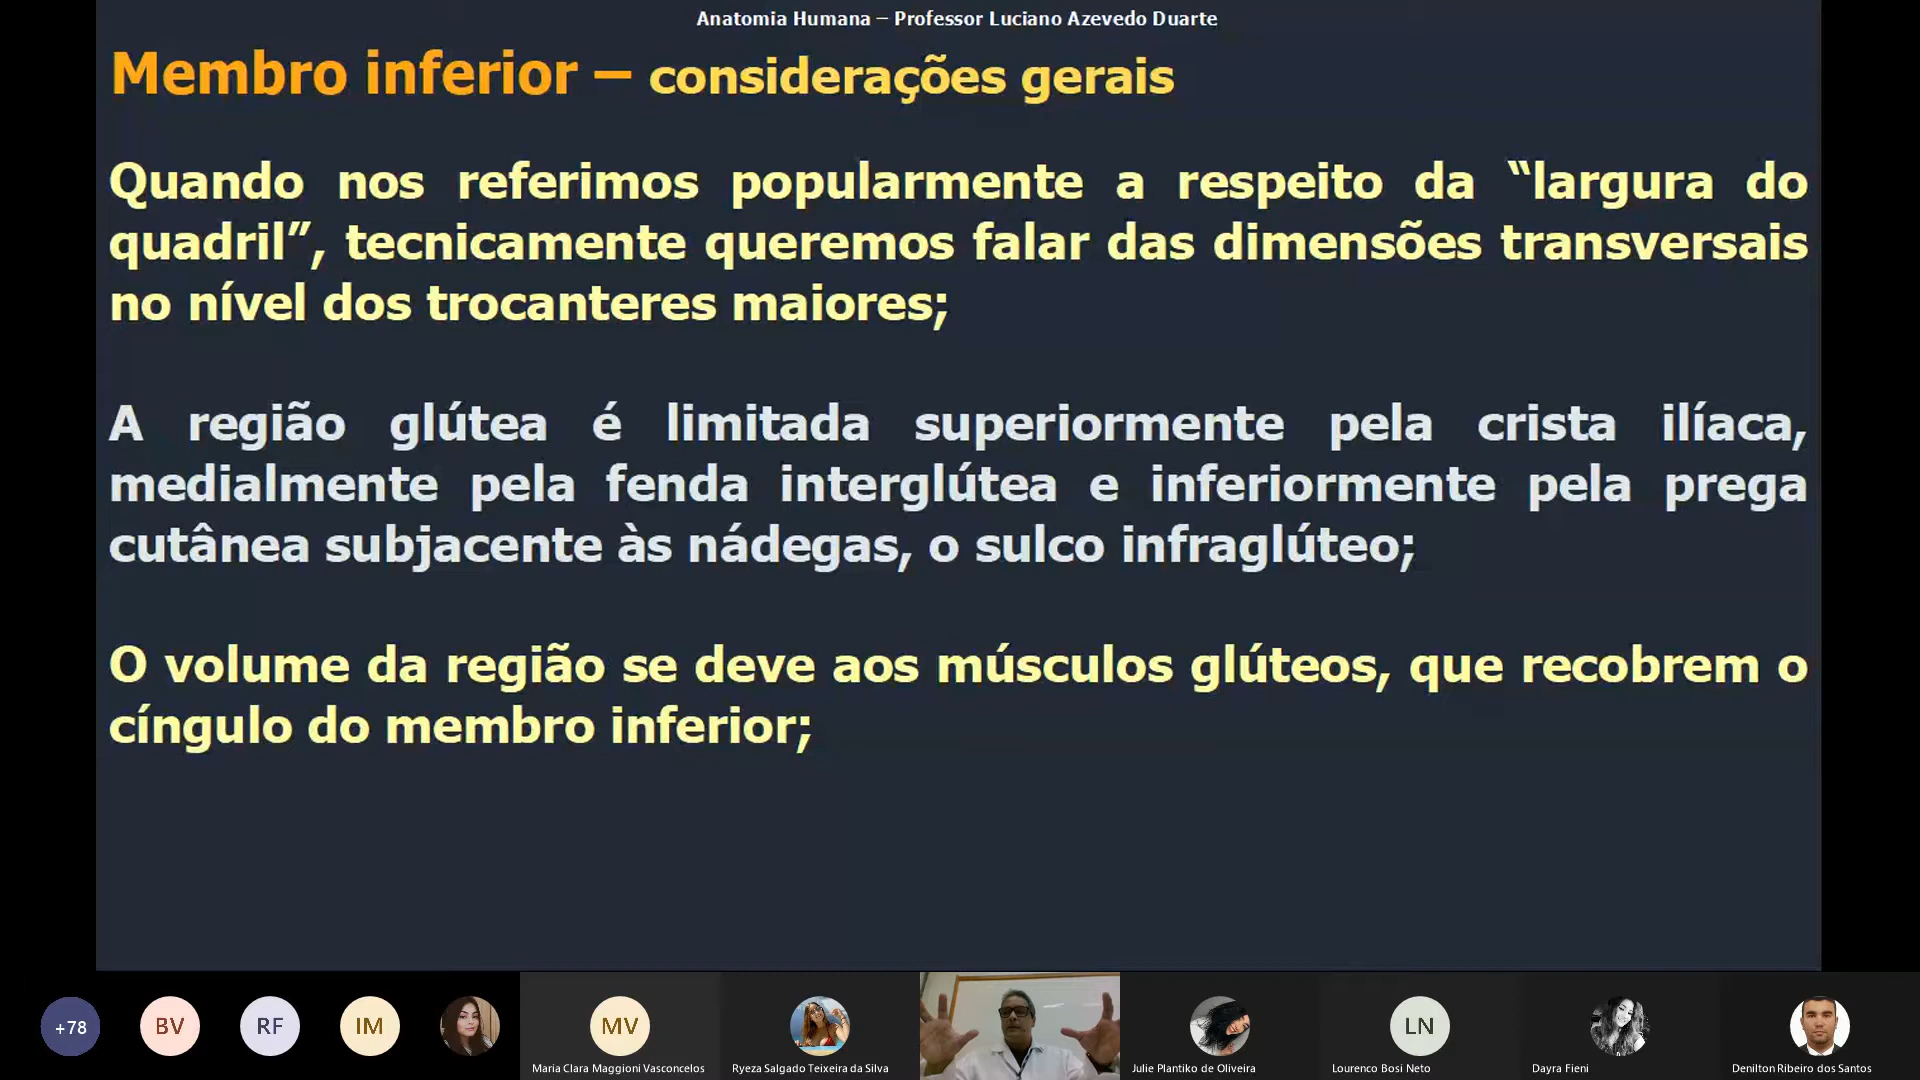 Anatomia Humana – Professor Luciano Azevedo Duarte
Membro inferior – considerações gerais
Quando nos referimos popularmente a respeito da “largura do
quadril”, tecnicamente queremos falar das dimensões transversais
no nível dos trocanteres maiores;
A região glútea é limitada superiormente pela crista ilíaca,
medialmente pela fenda interglútea e inferiormente pela prega
cutânea subjacente às nádegas, o sulco infraglúteo;
O volume da região se deve aos músculos glúteos, que recobrem o
cíngulo do membro inferior;
+78 BV RF IM MV LN
Maria Clara Maggioni Vasconcelos Ryeza Salgado Teixeira da Silva Julie Plantiko de Oliveira Lourenco Bosi Neto Dayra Fieni Denilton Ribeiro dos Santos